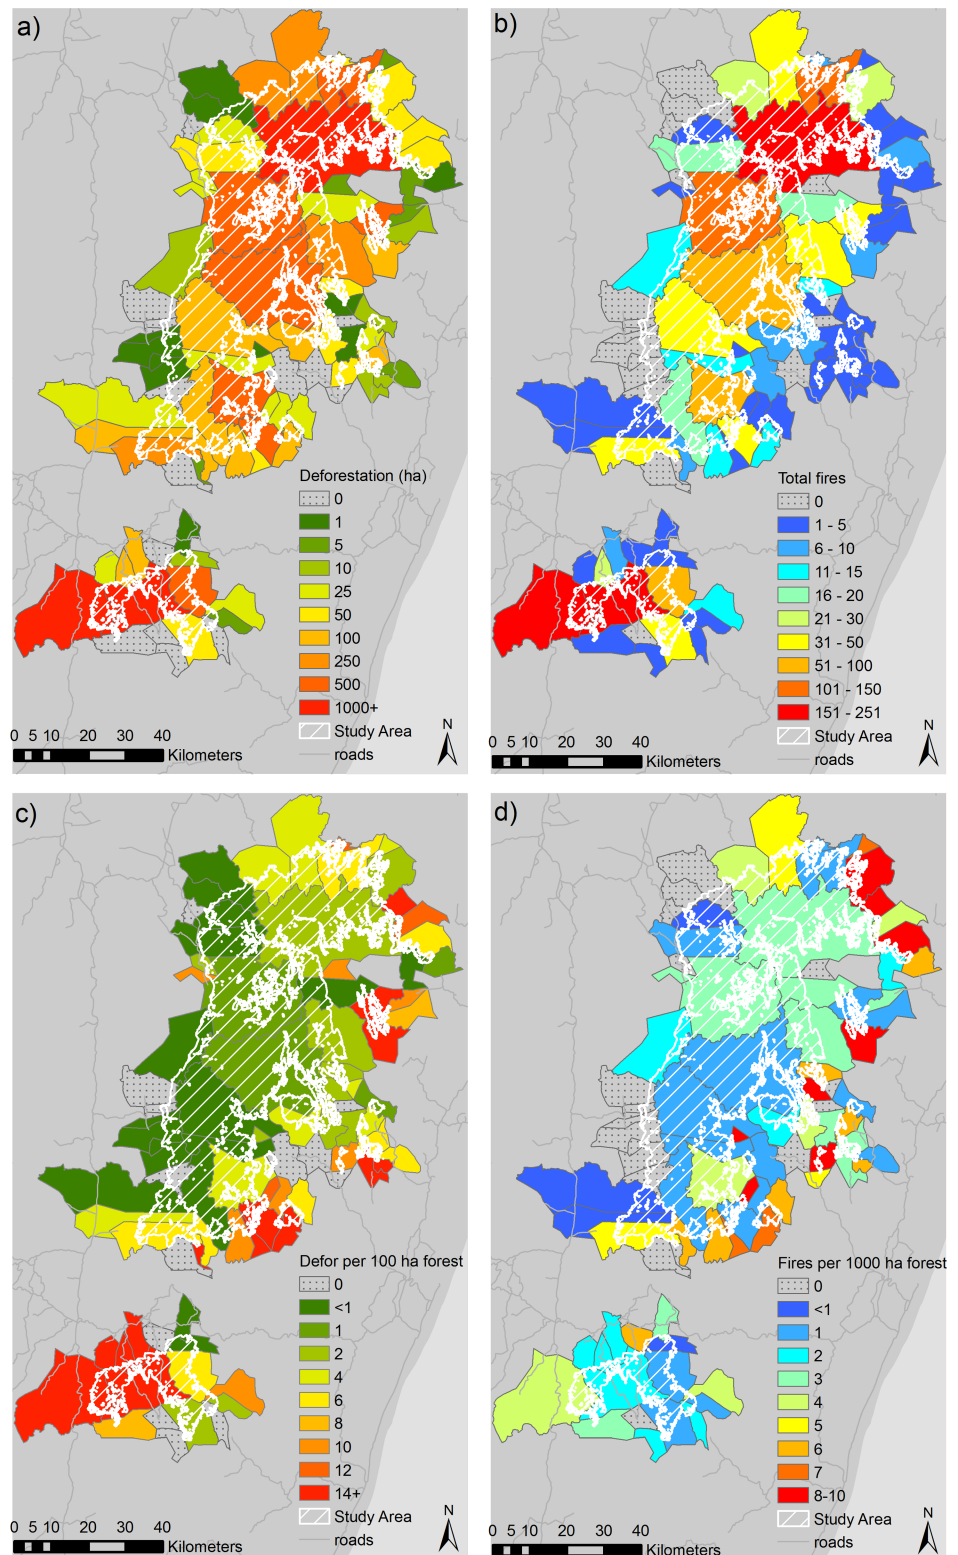 a)
Deforestation (ha)
0
1
5
10
25
50
100
250
500
1000+
Study Area
roads
0 5 10 20 30 40
Kilometers
N
b)
Total fires
0
1 - 5
6 - 10
11 - 15
16 - 20
21 - 30
31 - 50
51 - 100
101 - 150
151 - 251
Study Area
roads
0 5 10 20 30 40
Kilometers
N
c)
Defor per 100 ha forest
0
<1
1
2
4
6
8
10
12
14+
Study Area
roads
0 5 10 20 30 40
Kilometers
N
d)
Fires per 1000 ha forest
0
<1
1
2
3
4
5
6
7
8-10
Study Area
roads
0 5 10 20 30 40
Kilometers
N